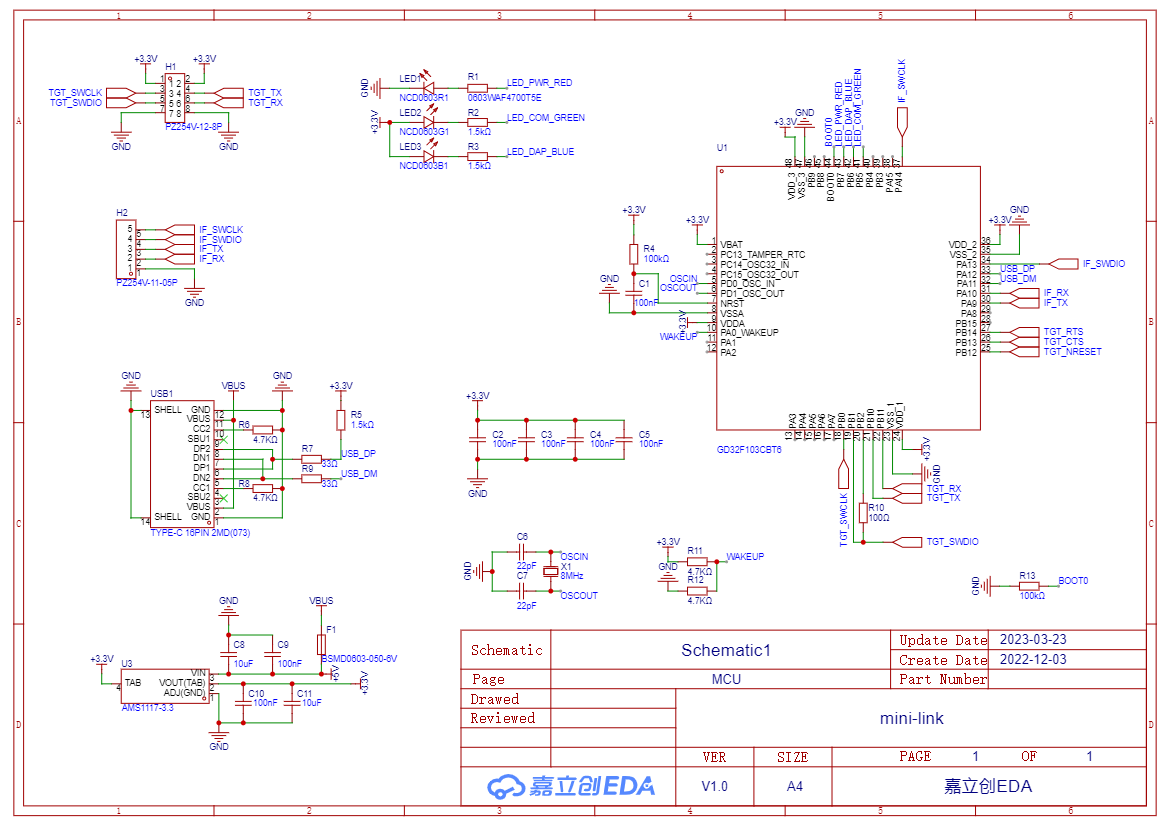 1 2 3 4 5 6
A
B
C
D
+3.3V +3.3V
H1
TGT_SWCLK 1 2 TGT_TX
TGT_SWDIO 3 4 TGT_RX
5 6
7 8
PZ254V-12-8P
GND GND
LED1 R1 LED_PWR_RED
GND NCD0603R1 0603WAF4700T5E
LED2 R2 LED_COM_GREEN
+3.3V NCD0603G1 1.5kΩ
LED3 R3 LED_DAP_BLUE
NCD0603B1 1.5kΩ
H2
5 IF_SWCLK
4 IF_SWDIO
3 IF_TX
2 IF_RX
1
PZ254V-11-05P
GND
U1
+3.3V GND
BOOT0
LED_PWR_RED
LED_DAP_BLUE
LED_COM_GREEN
IF_SWCLK
48 VDD_3
47 VSS_3
46 PB9
45 PB8
44 BOOT0
43 PB7
42 PB6
41 PB5
40 PB4
39 PB3
38 PA15
37 PA14
+3.3V
R4
100kΩ
GND
C1
100nF
+3.3V
1 VBAT
2 PC13_TAMPER_RTC
3 PC14_OSC32_IN
4 PC15_OSC32_OUT
OSCIN 5 PD0_OSC_IN
OSCOUT 6 PD1_OSC_OUT
7 NRST
8 VSSA
+3.3V 9 VDDA
WAKEUP 10 PA0_WAKEUP
11 PA1
12 PA2
+3.3V GND
VDD_2 36
VSS_2 35
PA13 34 IF_SWDIO
PA12 33 USB_DP
PA11 32 USB_DM
PA10 31 IF_RX
PA9 30 IF_TX
PA8 29
PB15 28
PB14 27 TGT_RTS
PB13 26 TGT_CTS
PB12 25 TGT_NRESET
PA3 13
PA4 14
PA5 15
PA6 16
PA7 17
PB0 18
PB1 19
PB2 20
PB10 21
PB11 22
VSS_1 23
VDD_1 24
GD32F103CBT6
+3.3V
GND
TGT_RX
TGT_TX
TGT_SWCLK
R10
100Ω
TGT_SWDIO
GND VBUS GND
USB1
13 SHELL GND 12
VBUS 11
CC2 10
SBU1 9
DP2 8
DN1 7
DP1 6
DN2 5
CC1 4
SBU2 3
VBUS 2
14 SHELL GND 1
TYPE-C 16PIN 2MD(073)
R6
4.7KΩ
R8
4.7KΩ
+3.3V
R5
1.5kΩ
R7 USB_DP
33Ω
R9 USB_DM
33Ω
+3.3V
C2 C3 C4 C5
100nF 100nF 100nF 100nF
GND
C6
22pF
GND
C7
22pF
OSCIN
X1
8MHz
OSCOUT
+3.3V
R11 WAKEUP
4.7KΩ
GND
R12
4.7KΩ
GND R13 BOOT0
100kΩ
GND VBUS
C8 C9 F1
10uF 100nF BSMD0603-050-6V
+3.3V U3
4 TAB VIN 3 +5V
VOUT(TAB) 2 +3.3V
ADJ(GND) 1
AMS1117-3.3
C10 C11
100nF 10uF
GND
Schematic Schematic1 Update Date 2023-03-23
Create Date 2022-12-03
Page MCU Part Number
Drawed
Reviewed mini-link
VER SIZE PAGE 1 OF 1
嘉立创EDA V1.0 A4 嘉立创EDA
A
B
C
D
1 2 3 4 5 6